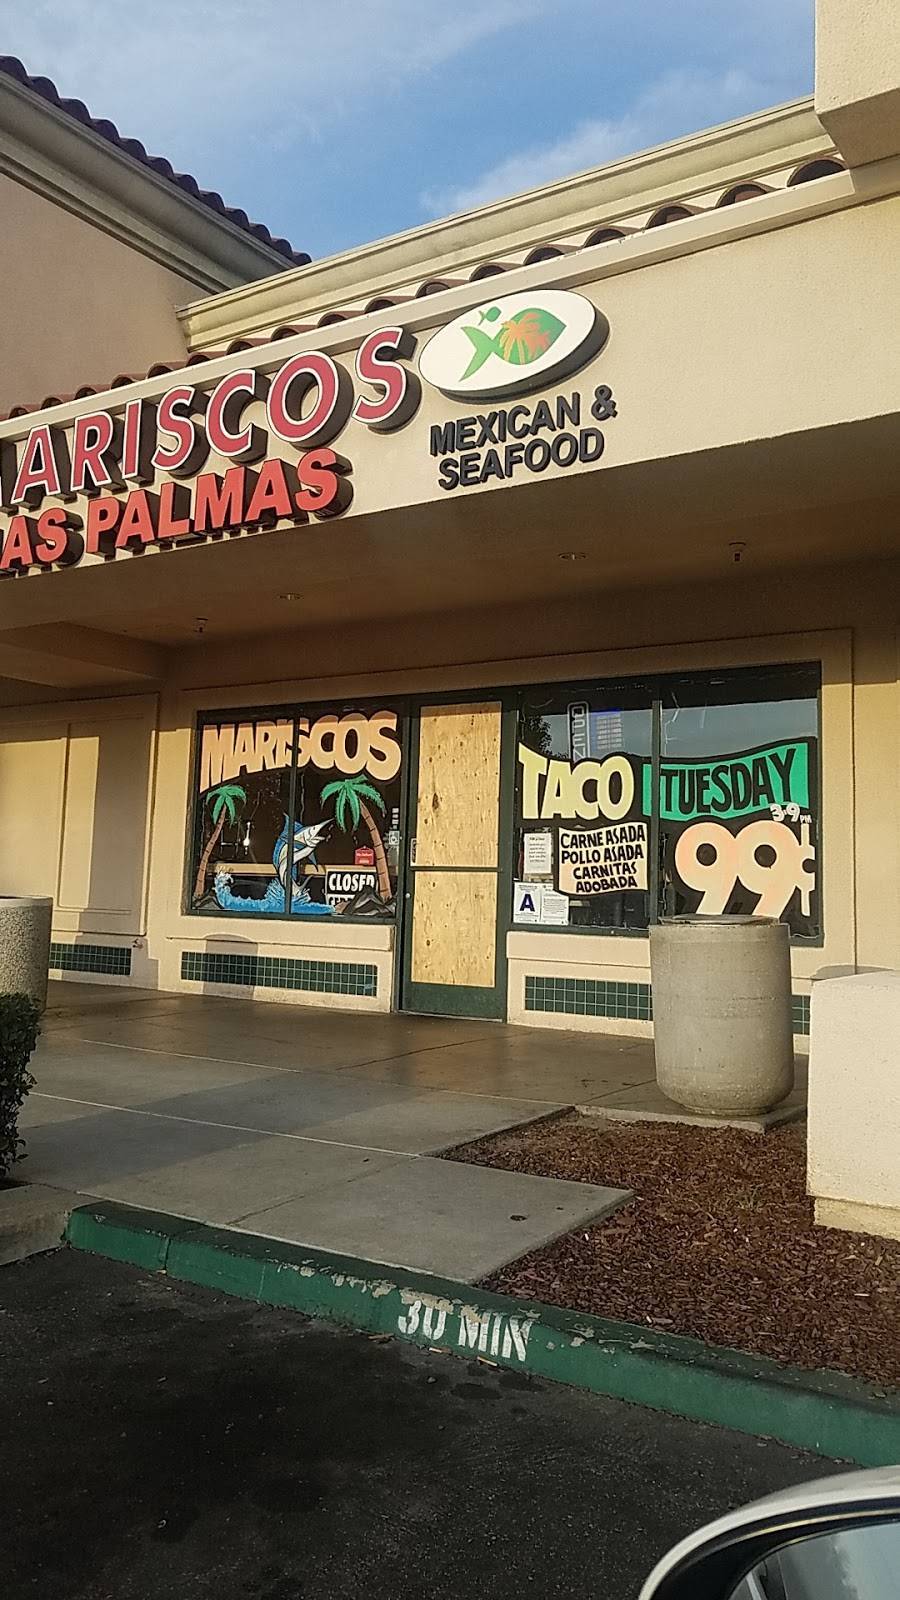 ARISCOS
AS PALMAS
MEXICAN &
SEAFOOD
MARISCOS
CLOSED
OPEN
TACO TUESDAY
3-9 PM
99¢
CARNE ASADA
POLLO ASADA
CARNITAS
ADOBADA
A
30 MIN